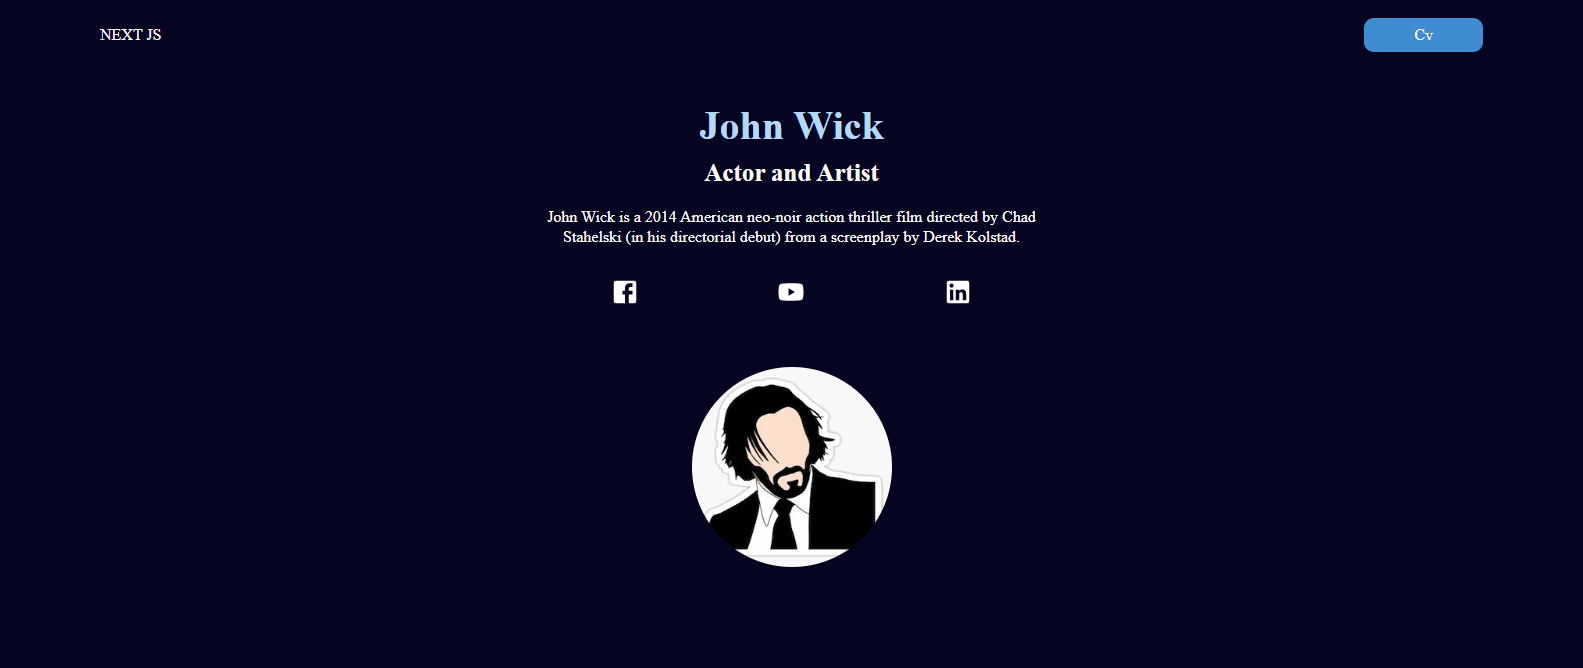 NEXT JS
Cv
John Wick
Actor and Artist
John Wick is a 2014 American neo-noir action thriller film directed by Chad
Stahelski (in his directorial debut) from a screenplay by Derek Kolstad.